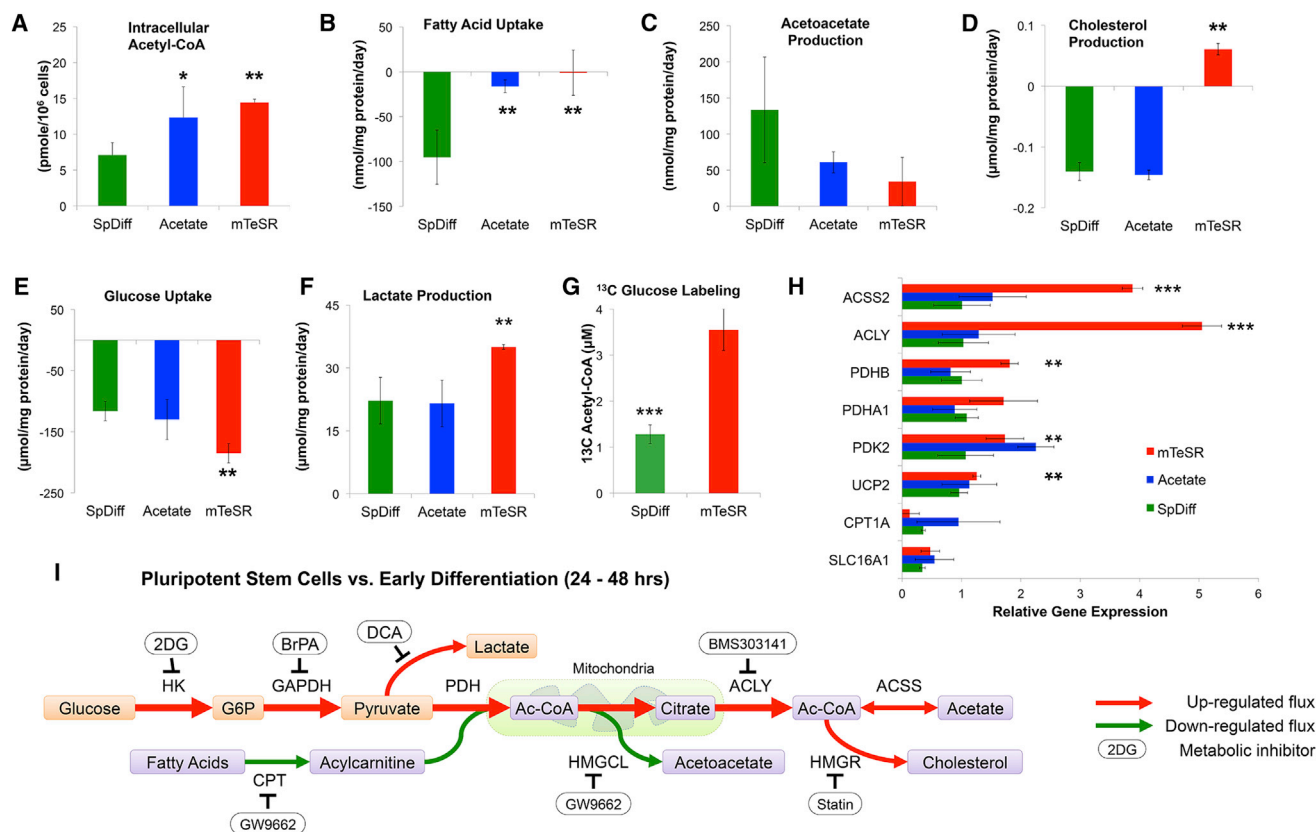 A
Intracellular
Acetyl-CoA
(pmole/10⁶ cells)
20
15
10
5
0
*
**
SpDiff
Acetate
mTeSR
B
Fatty Acid Uptake
(nmol/mg protein/day)
50
0
-50
-100
-150
**
**
SpDiff
Acetate
mTeSR
C
Acetoacetate
Production
(nmol/mg protein/day)
250
200
150
100
50
0
SpDiff
Acetate
mTeSR
D
Cholesterol
Production
(µmol/mg protein/day)
0.1
0
-0.1
-0.2
**
SpDiff
Acetate
mTeSR
E
Glucose Uptake
(µmol/mg protein/day)
50
-50
-150
-250
**
SpDiff
Acetate
mTeSR
F
Lactate Production
(µmol/mg protein/day)
45
30
15
0
**
SpDiff
Acetate
mTeSR
G
¹³C Glucose Labeling
13C Acetyl-CoA (µM)
4
3
2
1
0
***
SpDiff
mTeSR
H
ACSS2
***
ACLY
***
PDHB
**
PDHA1
PDK2
**
UCP2
**
CPT1A
SLC16A1
mTeSR
Acetate
SpDiff
0 1 2 3 4 5 6
Relative Gene Expression
I
Pluripotent Stem Cells vs. Early Differentiation (24 - 48 hrs)
2DG
BrPA
DCA
Lactate
BMS303141
Mitochondria
HK
GAPDH
PDH
ACLY
ACSS
Glucose
G6P
Pyruvate
Ac-CoA
Citrate
Ac-CoA
Acetate
Up-regulated flux
Down-regulated flux
2DG
Metabolic inhibitor
Fatty Acids
Acylcarnitine
HMGCL
Acetoacetate
HMGR
Cholesterol
CPT
GW9662
GW9662
Statin